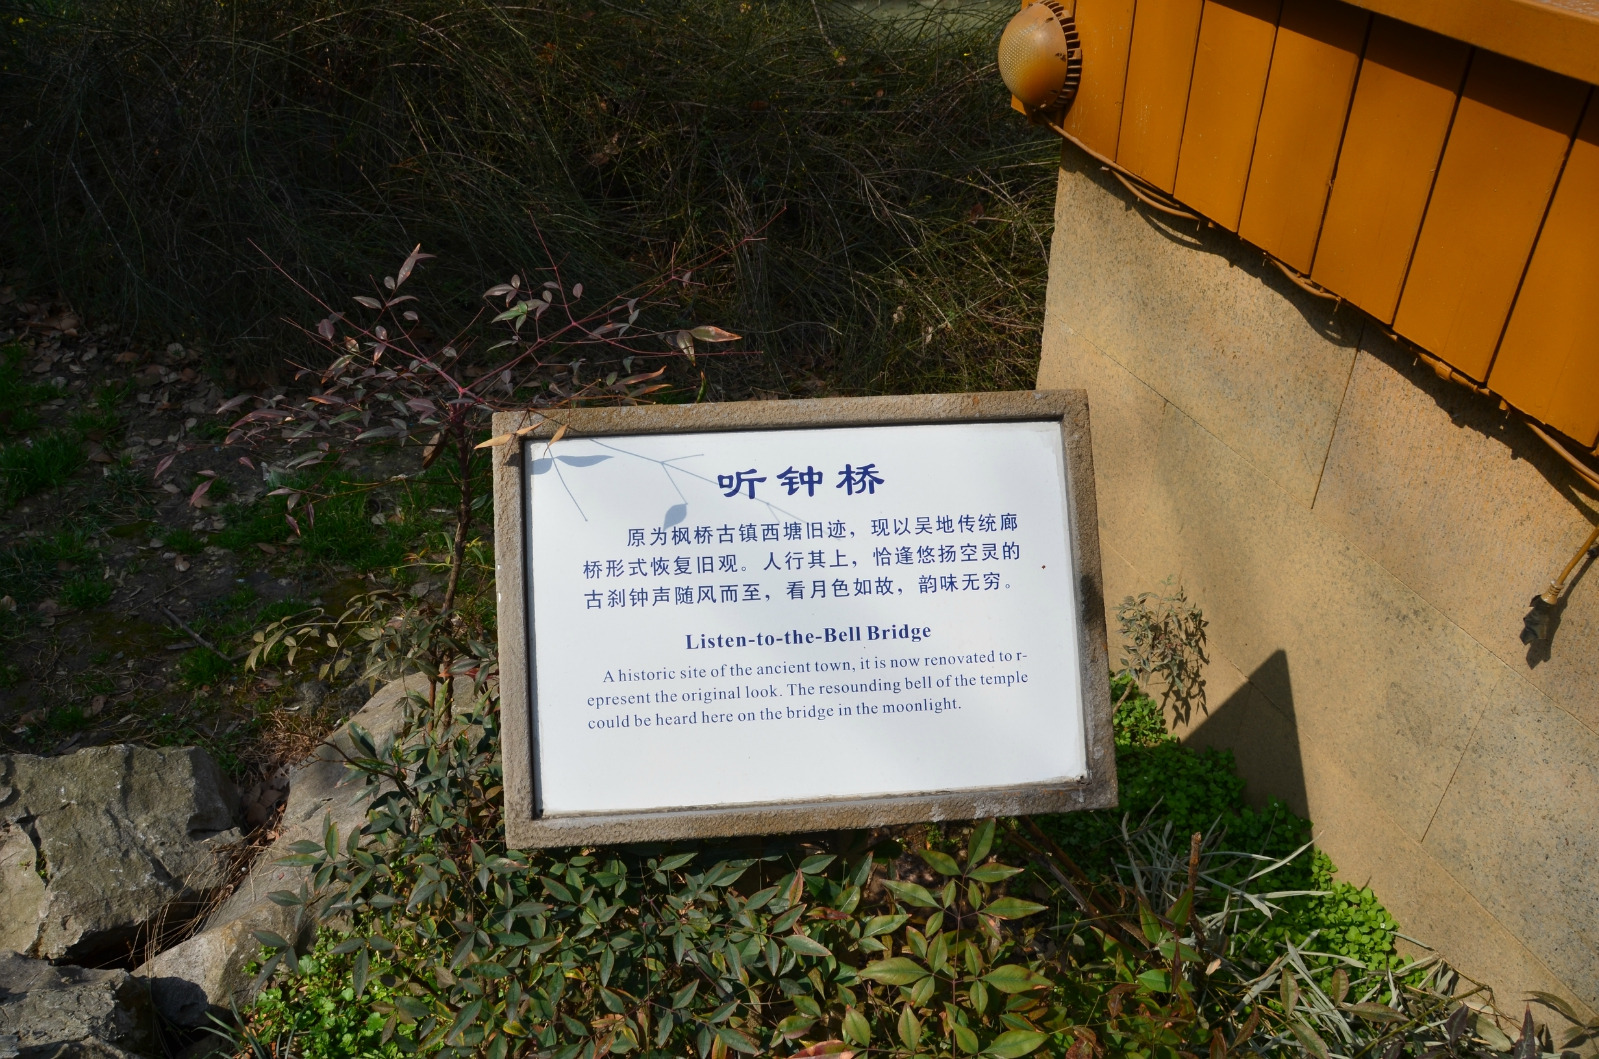 听钟桥
原为枫桥古镇西塘旧迹，现以吴地传统廊
桥形式恢复旧观。人行其上，恰逢悠扬空灵的
古刹钟声随风而至，看月色如故，韵味无穷。
Listen-to-the-Bell Bridge
A historic site of the ancient town, it is now renovated to r-
epresent the original look. The resounding bell of the temple
could be heard here on the bridge in the moonlight.